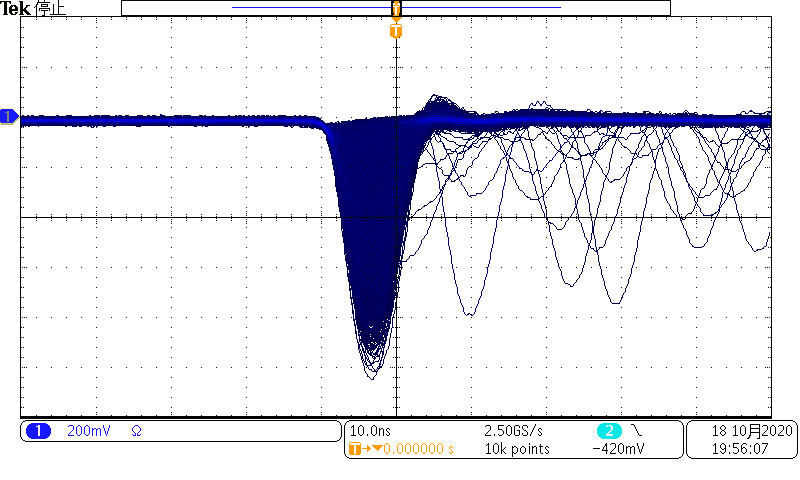 Tek 停止
T
T
1
1 200mV Ω
10.0ns 2.50GS/s 2 -420mV
T→▼0.000000 s 10k points
18 10月2020
19:56:07